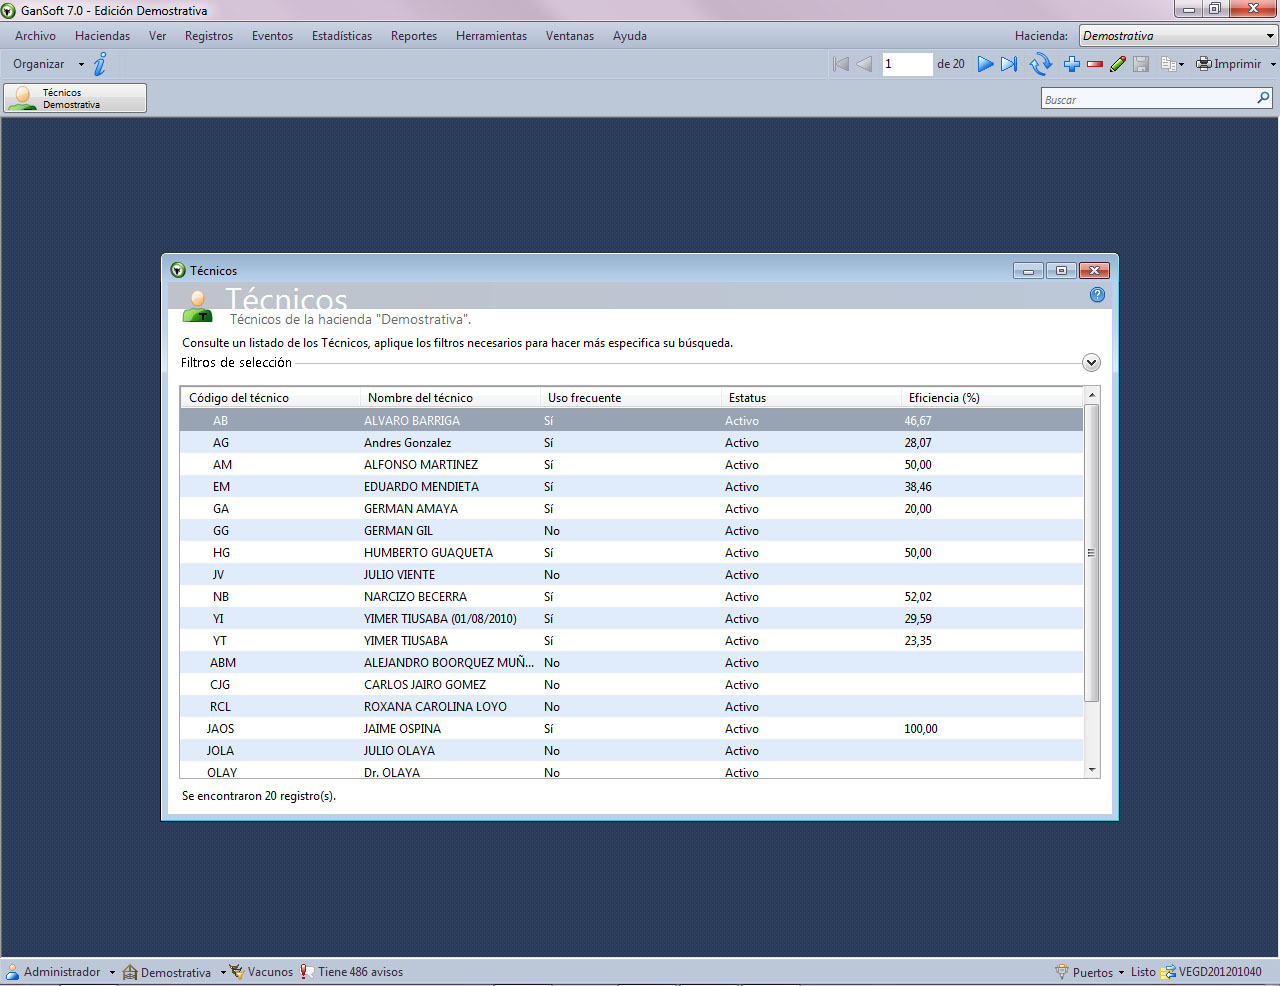 GanSoft 7.0 - Edición Demostrativa
Archivo Haciendas Ver Registros Eventos Estadísticas Reportes Herramientas Ventanas Ayuda Hacienda: Demostrativa
Organizar 1 de 20 Imprimir
Técnicos
Demostrativa
Buscar
Técnicos
Técnicos
Técnicos de la hacienda "Demostrativa".
Consulte un listado de los Técnicos, aplique los filtros necesarios para hacer más especifica su búsqueda.
Filtros de selección
Código del técnico Nombre del técnico Uso frecuente Estatus Eficiencia (%)
AB ALVARO BARRIGA Sí Activo 46,67
AG Andres Gonzalez Sí Activo 28,07
AM ALFONSO MARTINEZ Sí Activo 50,00
EM EDUARDO MENDIETA Sí Activo 38,46
GA GERMAN AMAYA Sí Activo 20,00
GG GERMAN GIL No Activo
HG HUMBERTO GUAQUETA Sí Activo 50,00
JV JULIO VIENTE No Activo
NB NARCIZO BECERRA Sí Activo 52,02
YI YIMER TIUSABA (01/08/2010) Sí Activo 29,59
YT YIMER TIUSABA Sí Activo 23,35
ABM ALEJANDRO BOORQUEZ MUÑ... No Activo
CJG CARLOS JAIRO GOMEZ No Activo
RCL ROXANA CAROLINA LOYO No Activo
JAOS JAIME OSPINA Sí Activo 100,00
JOLA JULIO OLAYA No Activo
OLAY Dr. OLAYA No Activo
Se encontraron 20 registro(s).
Administrador Demostrativa Vacunos Tiene 486 avisos Puertos Listo VEGD201201040